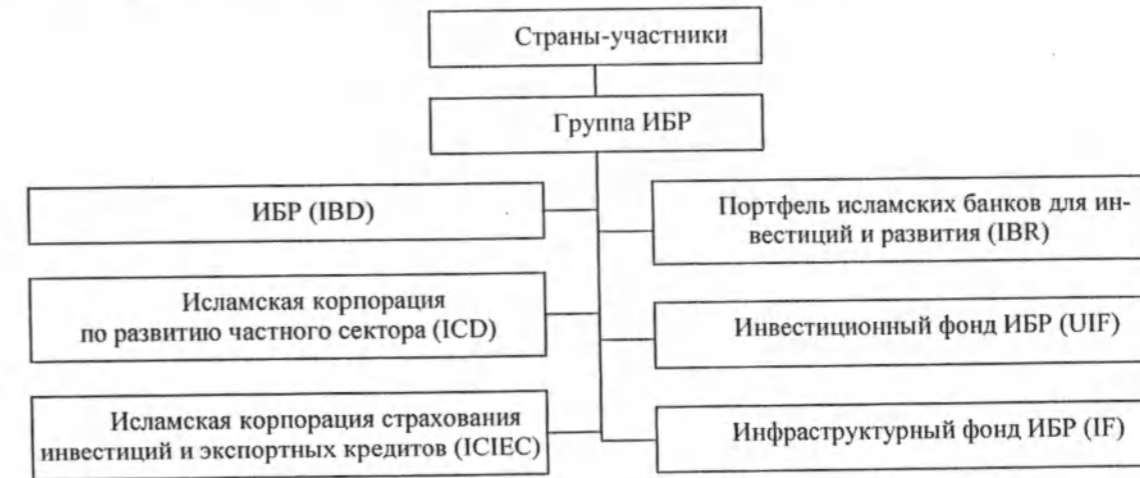 Страны-участники
Группа ИБР
ИБР (IBD)
Исламская корпорация
по развитию частного сектора (ICD)
Исламская корпорация страхования
инвестиций и экспортных кредитов (ICIEC)
Портфель исламских банков для ин-
вестиций и развития (IBR)
Инвестиционный фонд ИБР (UIF)
Инфраструктурный фонд ИБР (IF)